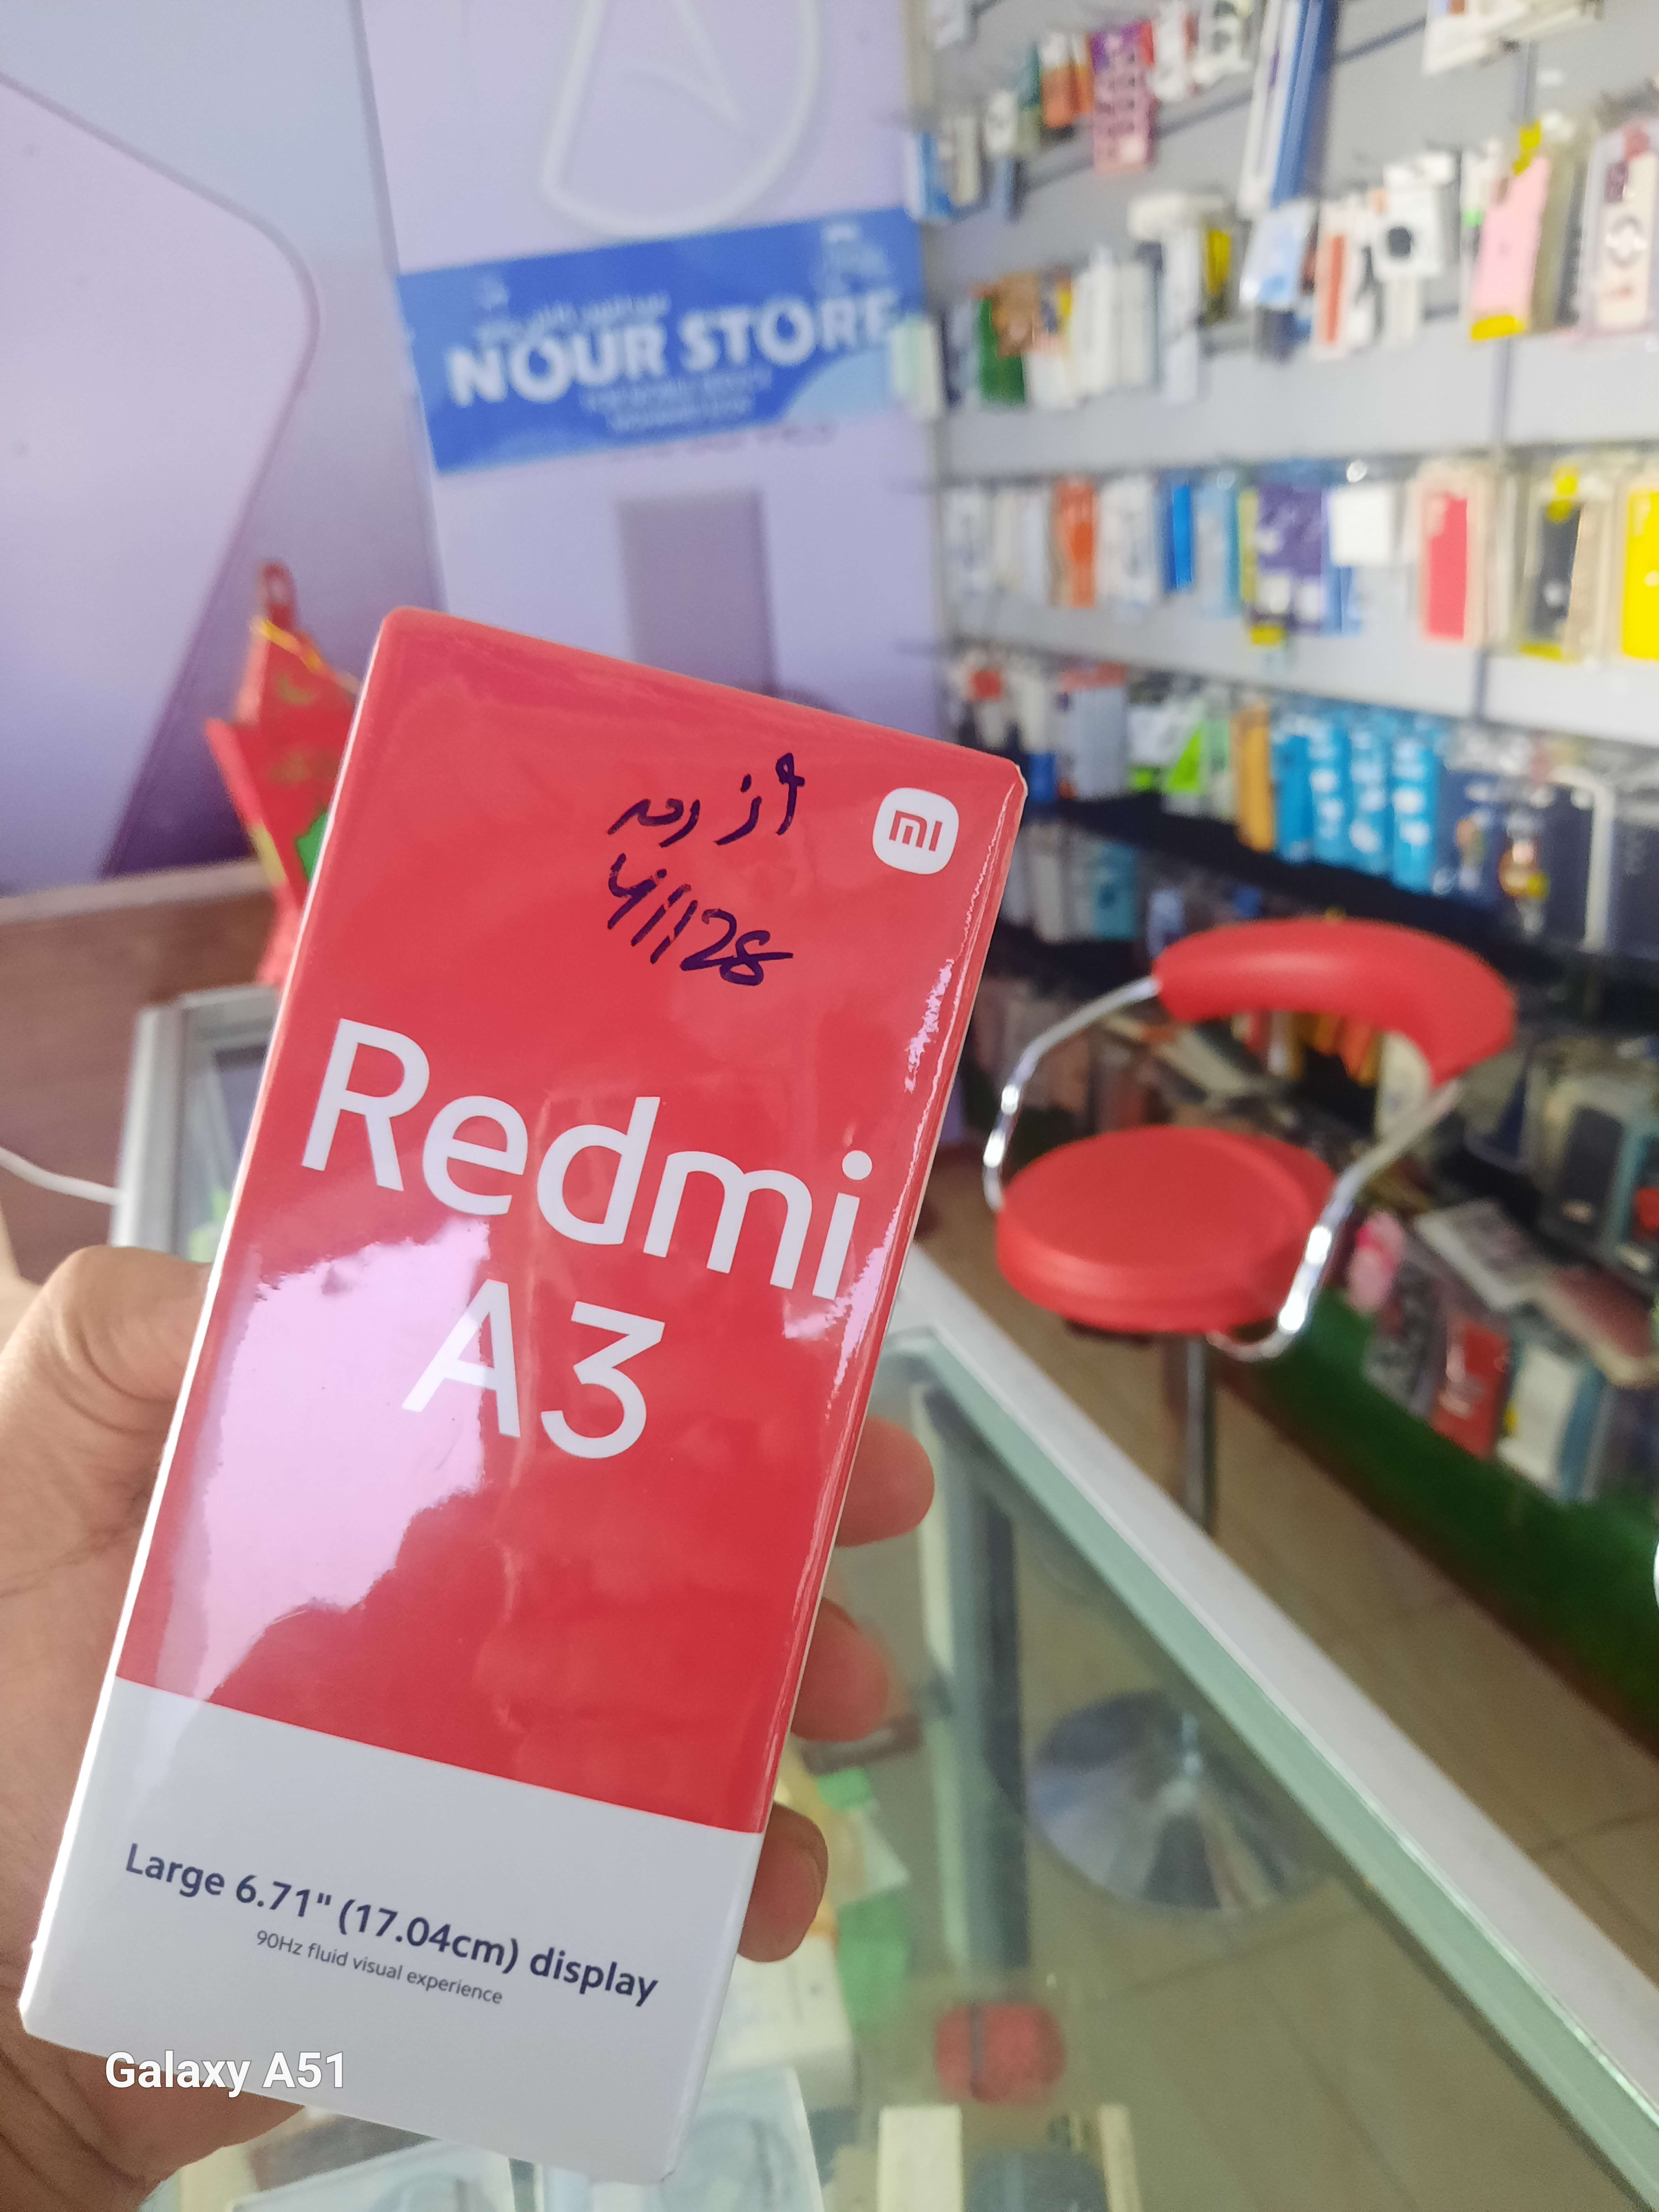 NOUR STORE
mi
4/128
Redmi
A3
Large 6.71" (17.04cm) display
90Hz fluid visual experience
Galaxy A51